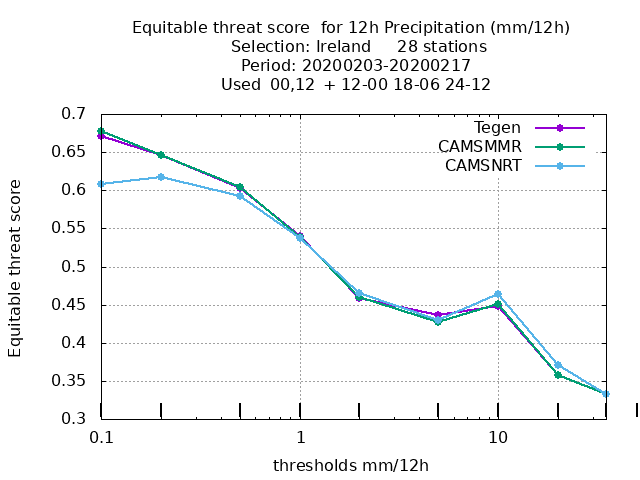 Equitable threat score  for 12h Precipitation (mm/12h)
Selection: Ireland     28 stations
Period: 20200203-20200217
Used  00,12  + 12-00 18-06 24-12
Tegen
CAMSMMR
CAMSNRT
0.7
0.65
0.6
0.55
0.5
0.45
0.4
0.35
0.3
Equitable threat score
0.1 1 10
thresholds mm/12h